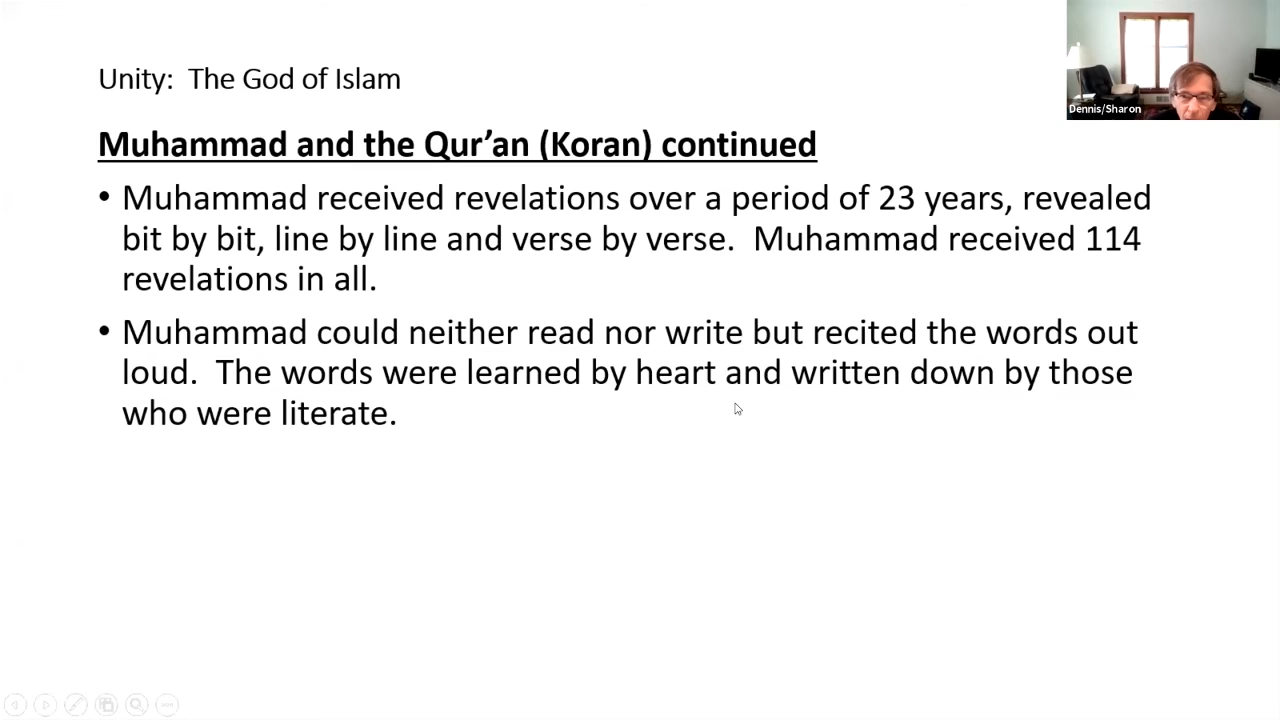 Unity:  The God of Islam
Dennis/Sharon
Muhammad and the Qur’an (Koran) continued
• Muhammad received revelations over a period of 23 years, revealed
bit by bit, line by line and verse by verse.  Muhammad received 114
revelations in all.
• Muhammad could neither read nor write but recited the words out
loud.  The words were learned by heart and written down by those
who were literate.